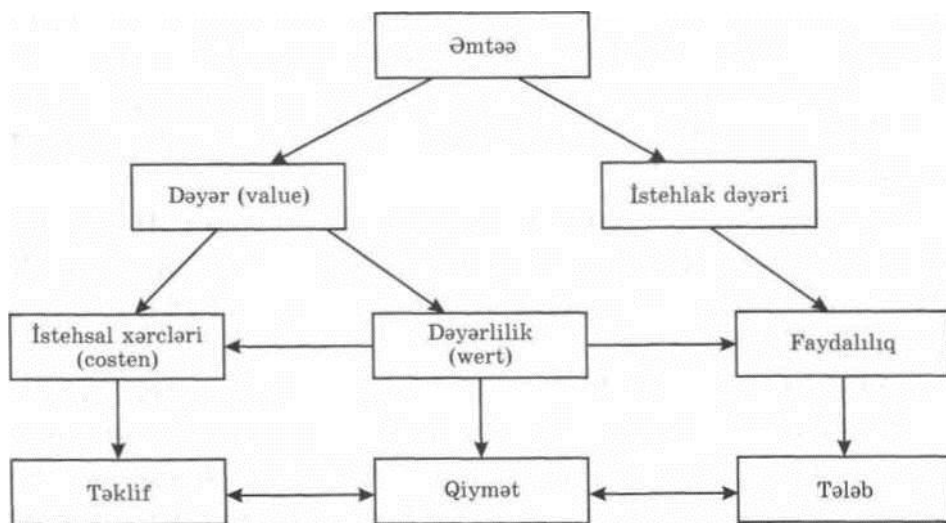 Əmtəə
Dəyər (value)
İstehlak dəyəri
İstehsal xərcləri
(costen)
Dəyərlilik
(wert)
Faydalılıq
Təklif
Qiymət
Tələb